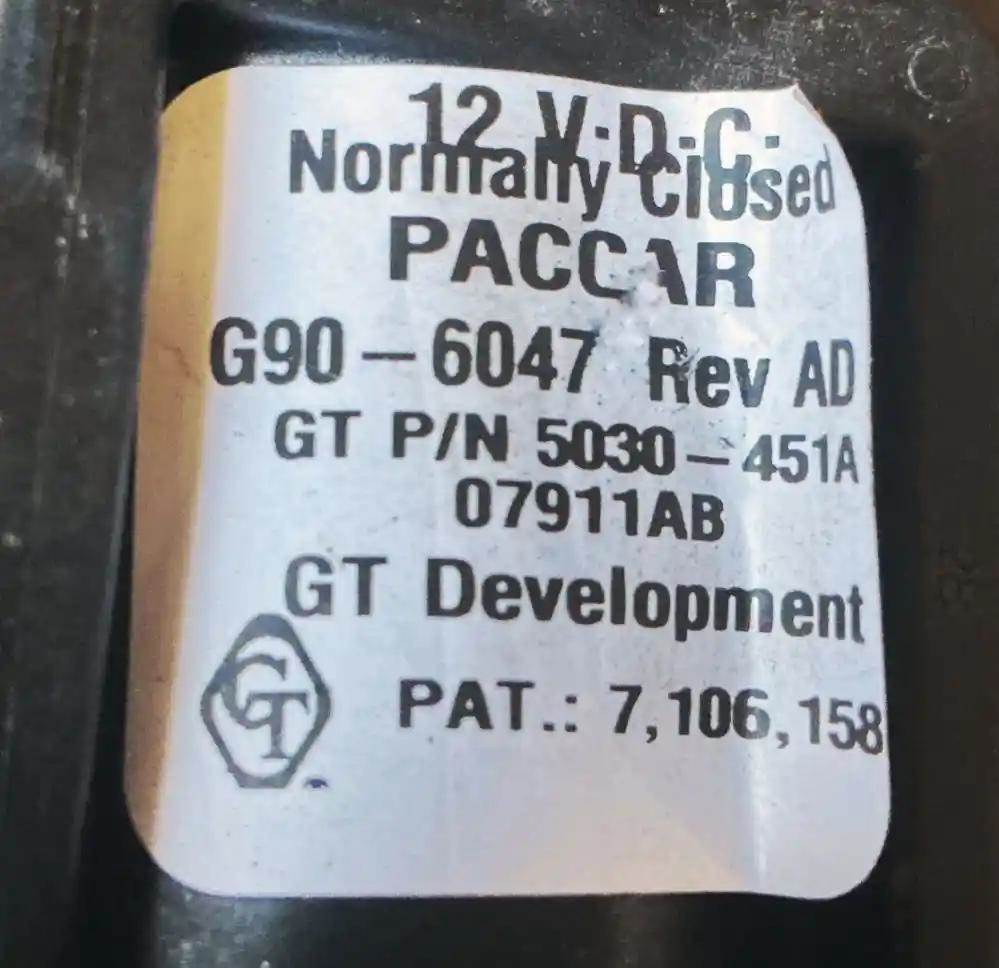 12 V.D.C.
Normally Closed
PACCAR
G90-6047 Rev AD
GT P/N 5030-451A
07911AB
GT Development
GT
PAT.: 7,106,158